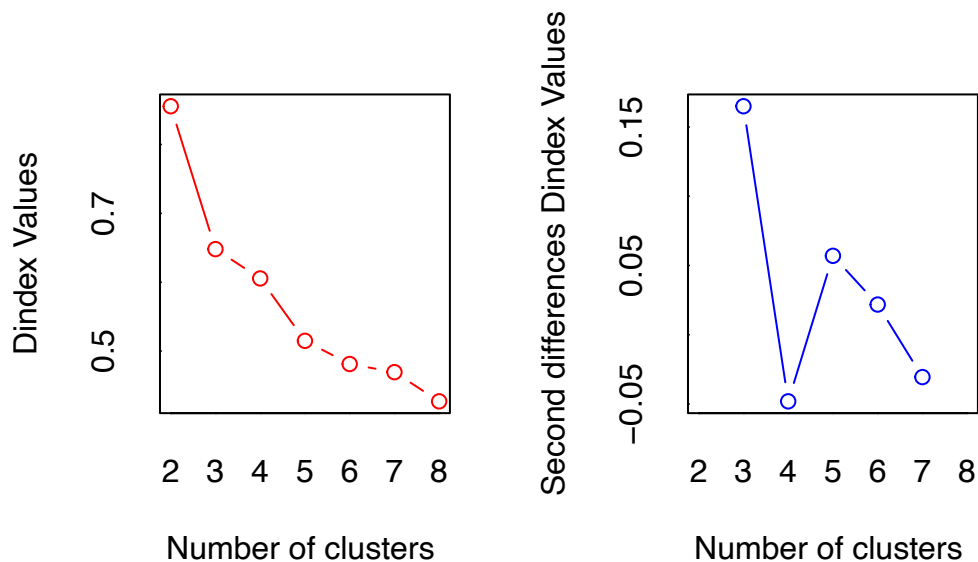 Dindex Values
0.5 0.7
2 3 4 5 6 7 8
Number of clusters
Second differences Dindex Values
−0.05 0.05 0.15
2 3 4 5 6 7 8
Number of clusters